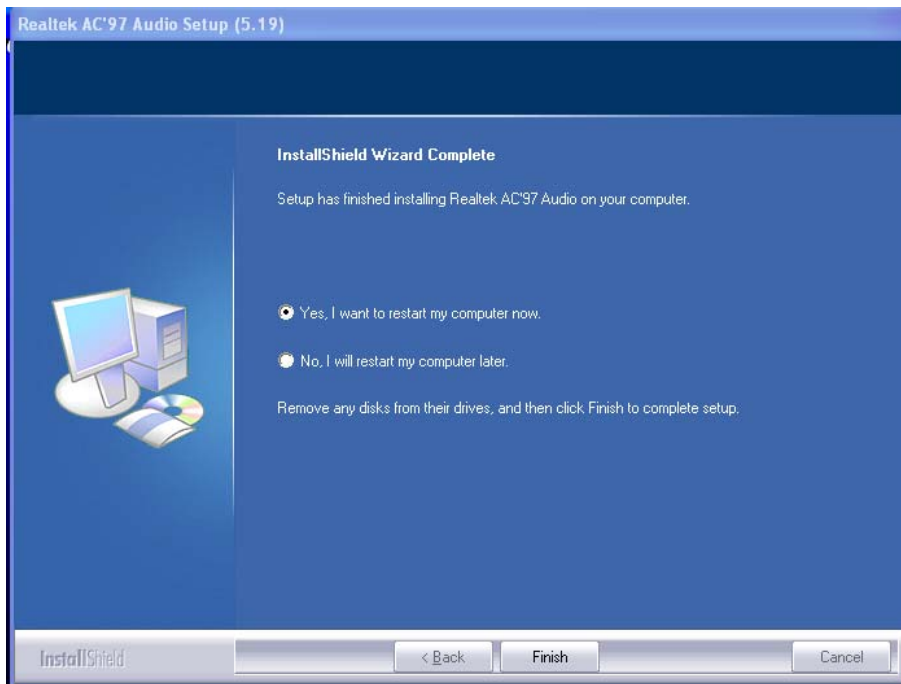 Realtek AC'97 Audio Setup (5.19)
InstallShield Wizard Complete
Setup has finished installing Realtek AC'97 Audio on your computer.
Yes, I want to restart my computer now.
No, I will restart my computer later.
Remove any disks from their drives, and then click Finish to complete setup.
InstallShield
< Back Finish Cancel